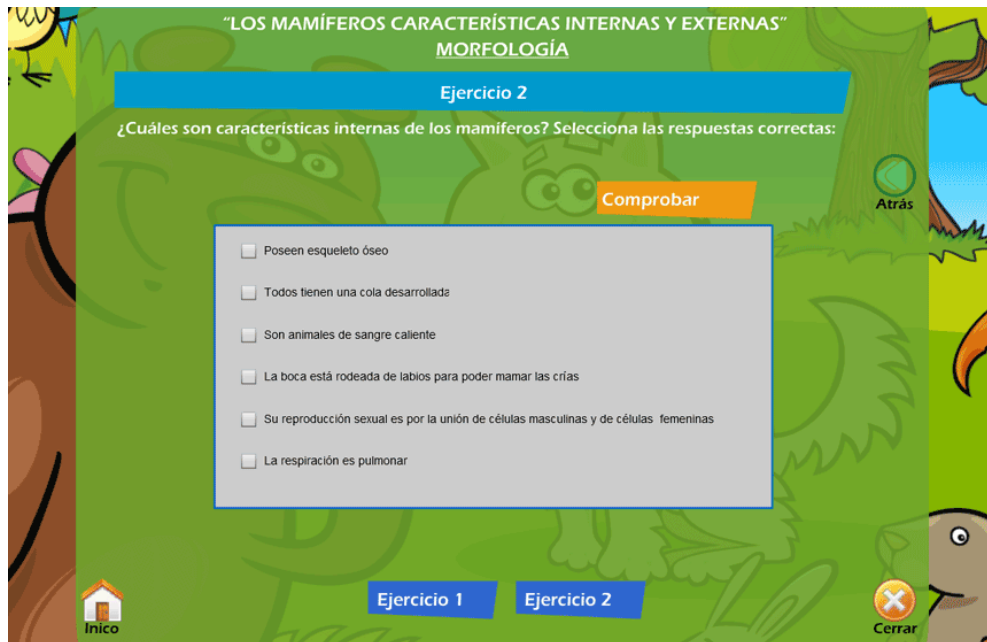 “LOS MAMÍFEROS CARACTERÍSTICAS INTERNAS Y EXTERNAS”
MORFOLOGÍA
Ejercicio 2
¿Cuáles son características internas de los mamíferos? Selecciona las respuestas correctas:
Comprobar
Atrás
Poseen esqueleto óseo
Todos tienen una cola desarrollada
Son animales de sangre caliente
La boca está rodeada de labios para poder mamar las crías
Su reproducción sexual es por la unión de células masculinas y de células femeninas
La respiración es pulmonar
Ejercicio 1
Ejercicio 2
Inico
Cerrar